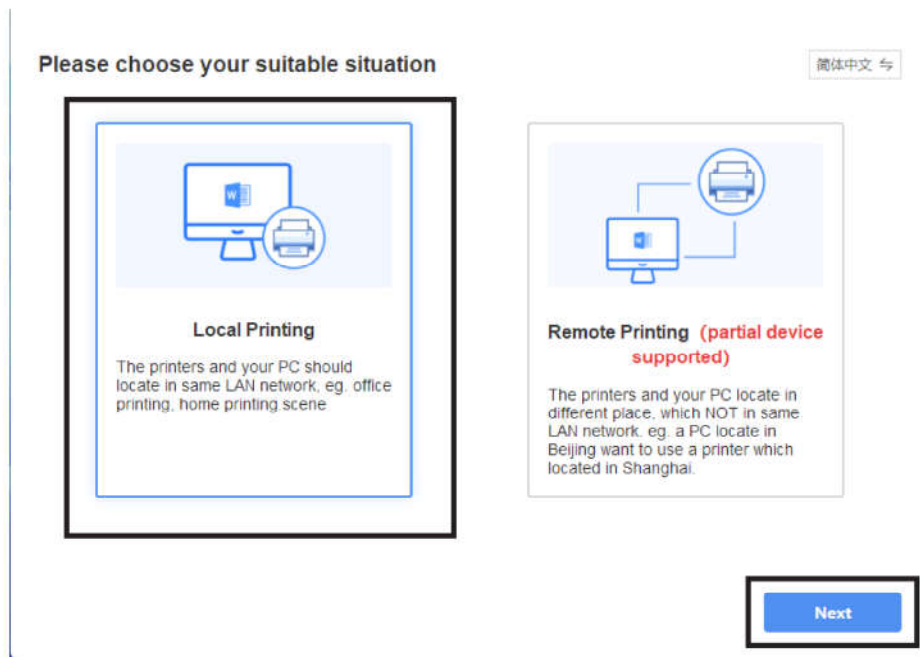 Please choose your suitable situation
简体中文 ⇋
W
Local Printing
The printers and your PC should
locate in same LAN network, eg. office
printing, home printing scene
Remote Printing (partial device
supported)
The printers and your PC locate in
different place, which NOT in same
LAN network. eg. a PC locate in
Beijing want to use a printer which
located in Shanghai.
Next